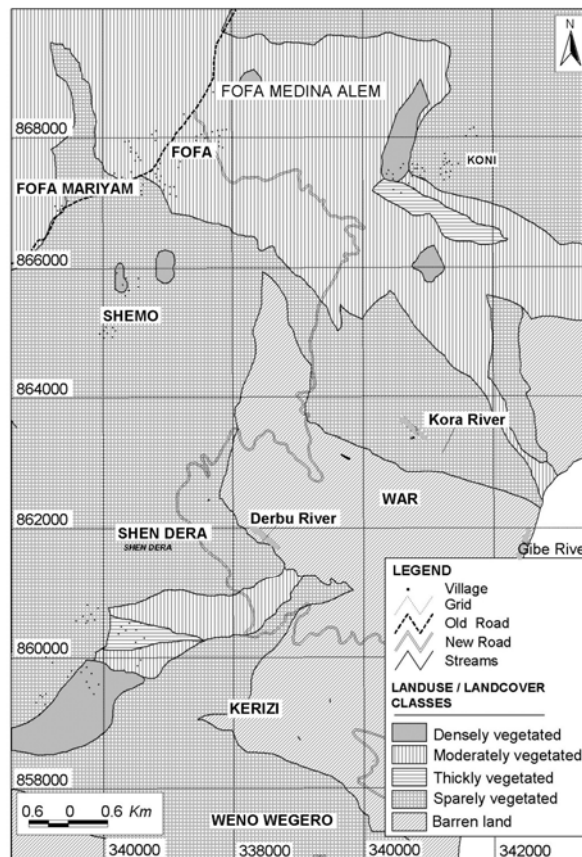 N
FOFA MEDINA ALEM
868000
FOFA
KONI
FOFA MARIYAM
866000
SHEMO
864000
Kora River
WAR
862000
Derbu River
SHEN DERA
SHEN DERA
Gibe Rive
LEGEND
Village
Grid
Old Road
New Road
Streams
860000
LANDUSE / LANDCOVER
CLASSES
KERIZI
Densely vegetated
Moderately vegetated
Thickly vegetated
Sparely vegetated
Barren land
858000
0.6 0 0.6 Km
WENO WEGERO
340000 338000 340000 342000